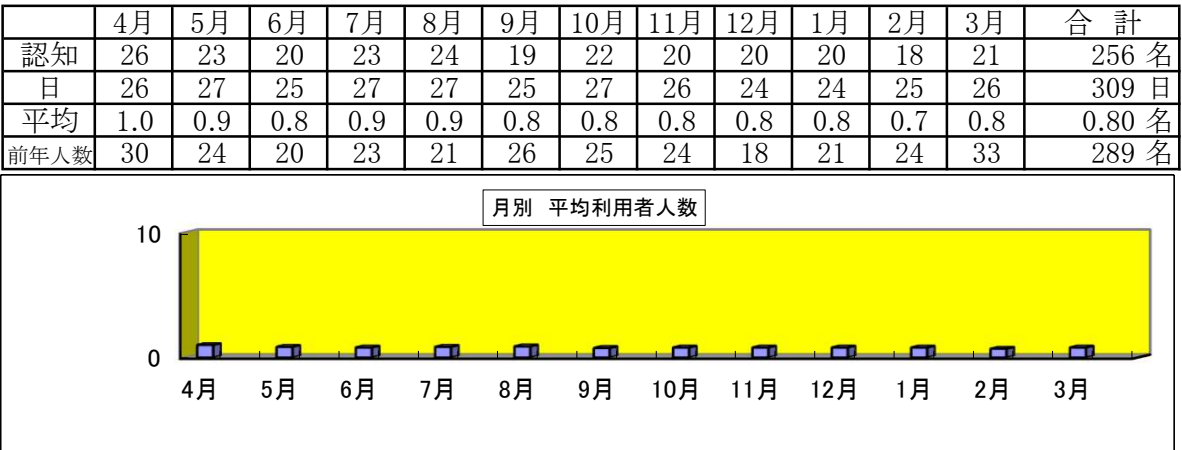 4月 5月 6月 7月 8月 9月 10月 11月 12月 1月 2月 3月 合 計
認知 26 23 20 23 24 19 22 20 20 20 18 21 256 名
日 26 27 25 27 27 25 27 26 24 24 25 26 309 日
平均 1.0 0.9 0.8 0.9 0.9 0.8 0.8 0.8 0.8 0.8 0.7 0.8 0.80 名
前年人数 30 24 20 23 21 26 25 24 18 21 24 33 289 名
月別 平均利用者人数
10
0
4月 5月 6月 7月 8月 9月 10月 11月 12月 1月 2月 3月